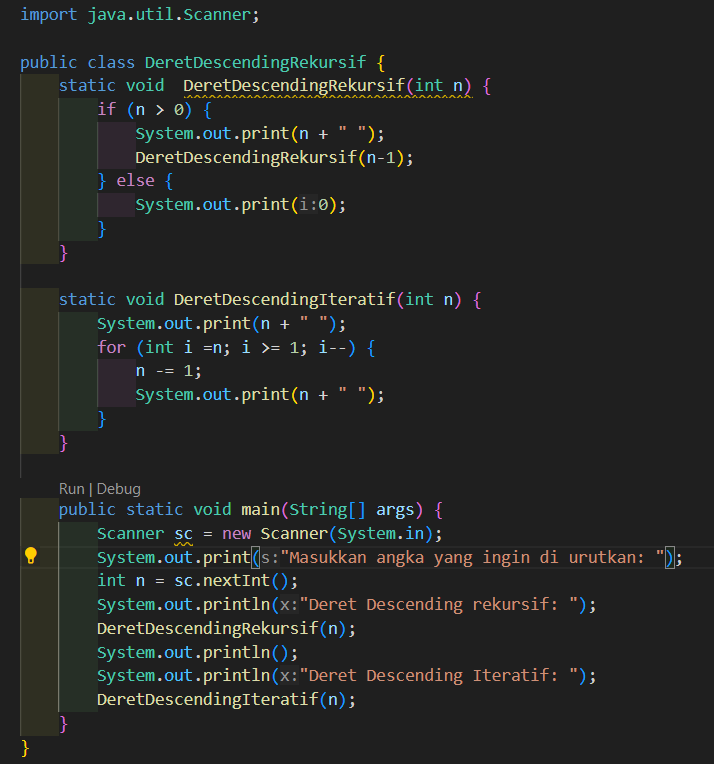 import java.util.Scanner;
public class DeretDescendingRekursif {
static void  DeretDescendingRekursif(int n) {
if (n > 0) {
System.out.print(n + " ");
DeretDescendingRekursif(n-1);
} else {
System.out.print(i:0);
}
}
static void DeretDescendingIteratif(int n) {
System.out.print(n + " ");
for (int i =n; i >= 1; i--) {
n -= 1;
System.out.print(n + " ");
}
}
Run | Debug
public static void main(String[] args) {
Scanner sc = new Scanner(System.in);
System.out.print(s:"Masukkan angka yang ingin di urutkan: ");
int n = sc.nextInt();
System.out.println(x:"Deret Descending rekursif: ");
DeretDescendingRekursif(n);
System.out.println();
System.out.println(x:"Deret Descending Iteratif: ");
DeretDescendingIteratif(n);
}
}